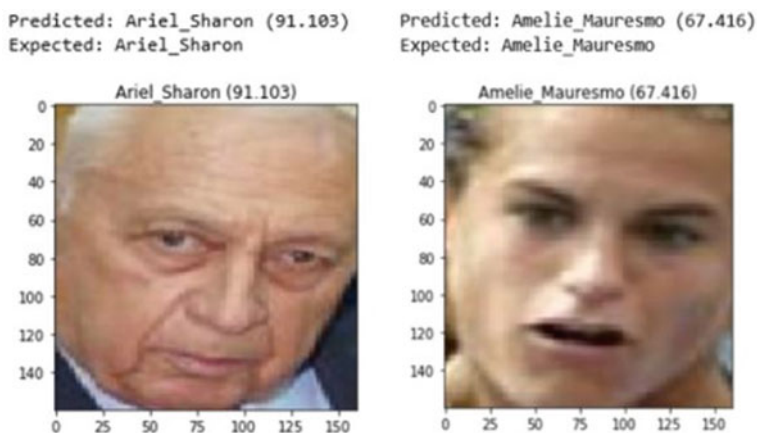 Predicted: Ariel_Sharon (91.103)
Expected: Ariel_Sharon
Ariel_Sharon (91.103)
0
20
40
60
80
100
120
140
0 25 50 75 100 125 150
Predicted: Amelie_Mauresmo (67.416)
Expected: Amelie_Mauresmo
Amelie_Mauresmo (67.416)
0
20
40
60
80
100
120
140
0 25 50 75 100 125 150